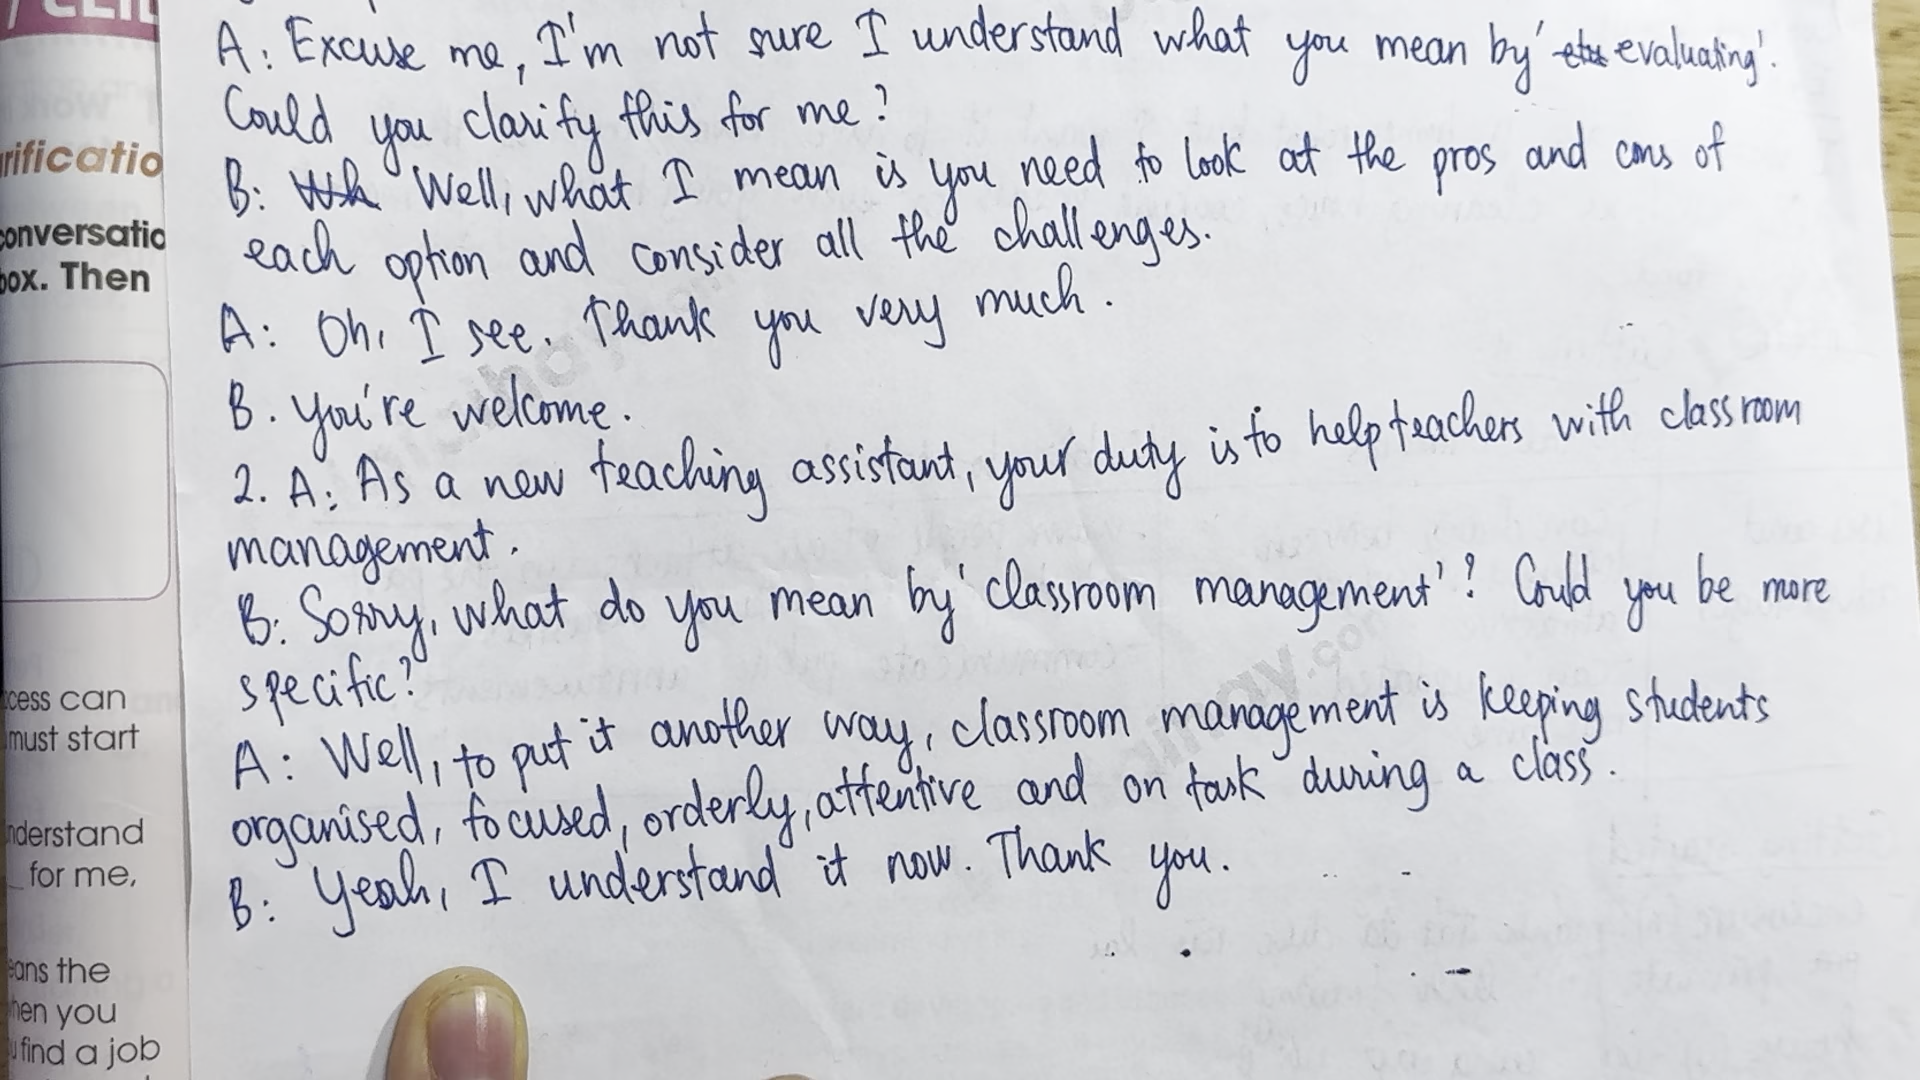 / CLIL
rificatio
conversatio
box. Then
cess can
must start
nderstand
_ for me,
eans the
hen you
u find a job
A: Excuse me, I'm not sure I understand what you mean by 'evaluating'.
Could you clarify this for me?
B: Well, what I mean is you need to look at the pros and cons of
each option and consider all the challenges.
A: Oh, I see. Thank you very much.
B. You're welcome.
2. A: As a new teaching assistant, your duty is to help teachers with classroom
management.
B: Sorry, what do you mean by 'classroom management'? Could you be more
specific?
A: Well, to put it another way, classroom management is keeping students
organised, focused, orderly, attentive and on task during a class.
B: Yeah, I understand it now. Thank you.